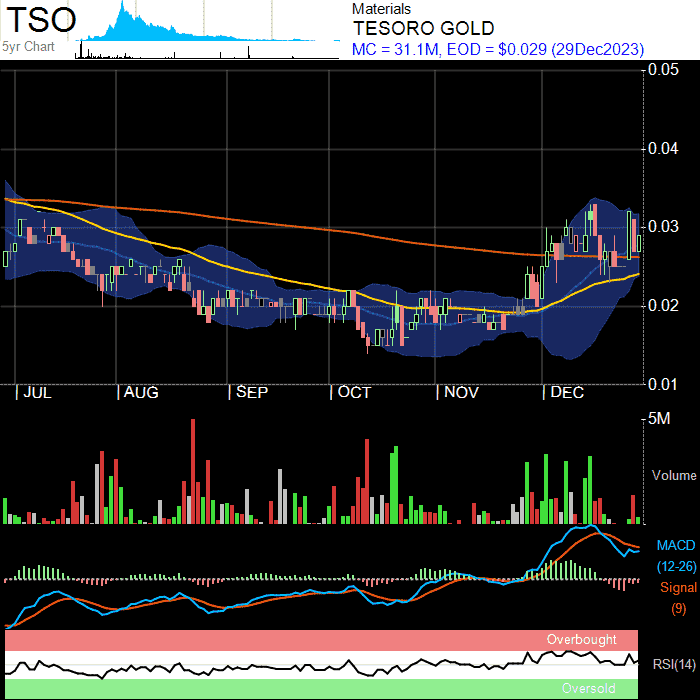 TSO
5yr Chart
Materials
TESORO GOLD
MC = 31.1M, EOD = $0.029 (29Dec2023)
0.05
0.04
0.03
0.02
0.01
JUL AUG SEP OCT NOV DEC
5M
Volume
MACD
(12-26)
Signal
(9)
Overbought
RSI(14)
Oversold